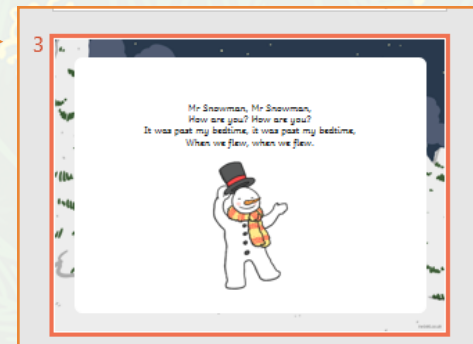 3
Mr Snowman, Mr Snowman,
How are you? How are you?
It was past my bedtime, it was past my bedtime,
When we flew, when we flew.